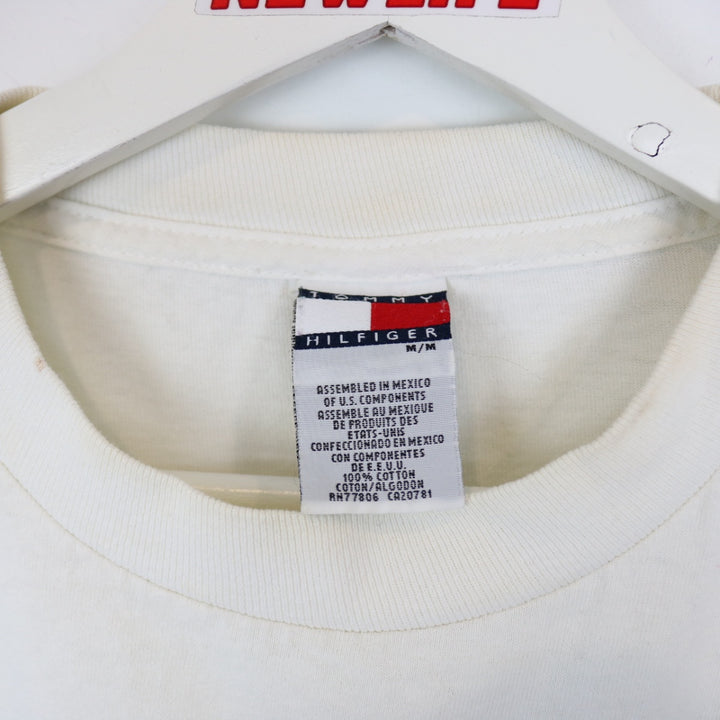 NEWLIFE
TOMMY
HILFIGER
M/M
ASSEMBLED IN MEXICO
OF U.S. COMPONENTS
ASSEMBLE AU MEXIQUE
DE PRODUITS DES
ETATS-UNIS
CONFECCIONADO EN MEXICO
CON COMPONENTES
DE E.E.U.U.
100% COTTON
COTON/ALGODON
RN77806 CA20781